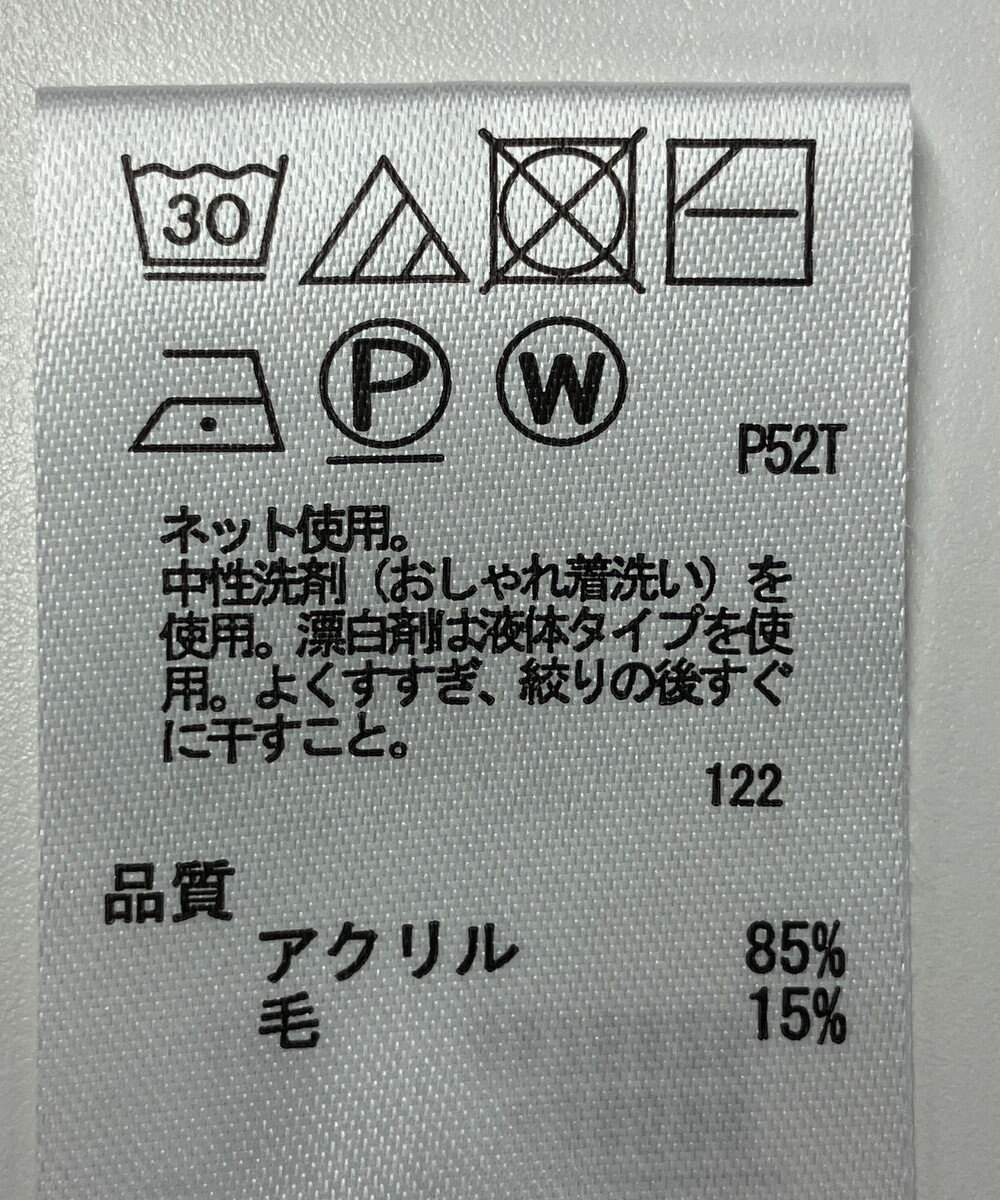 30
P W
P52T
ネット使用。
中性洗剤（おしゃれ着洗い）を
使用。漂白剤は液体タイプを使
用。よくすすぎ、絞りの後すぐ
に干すこと。
122
品質
アクリル 85%
毛 15%